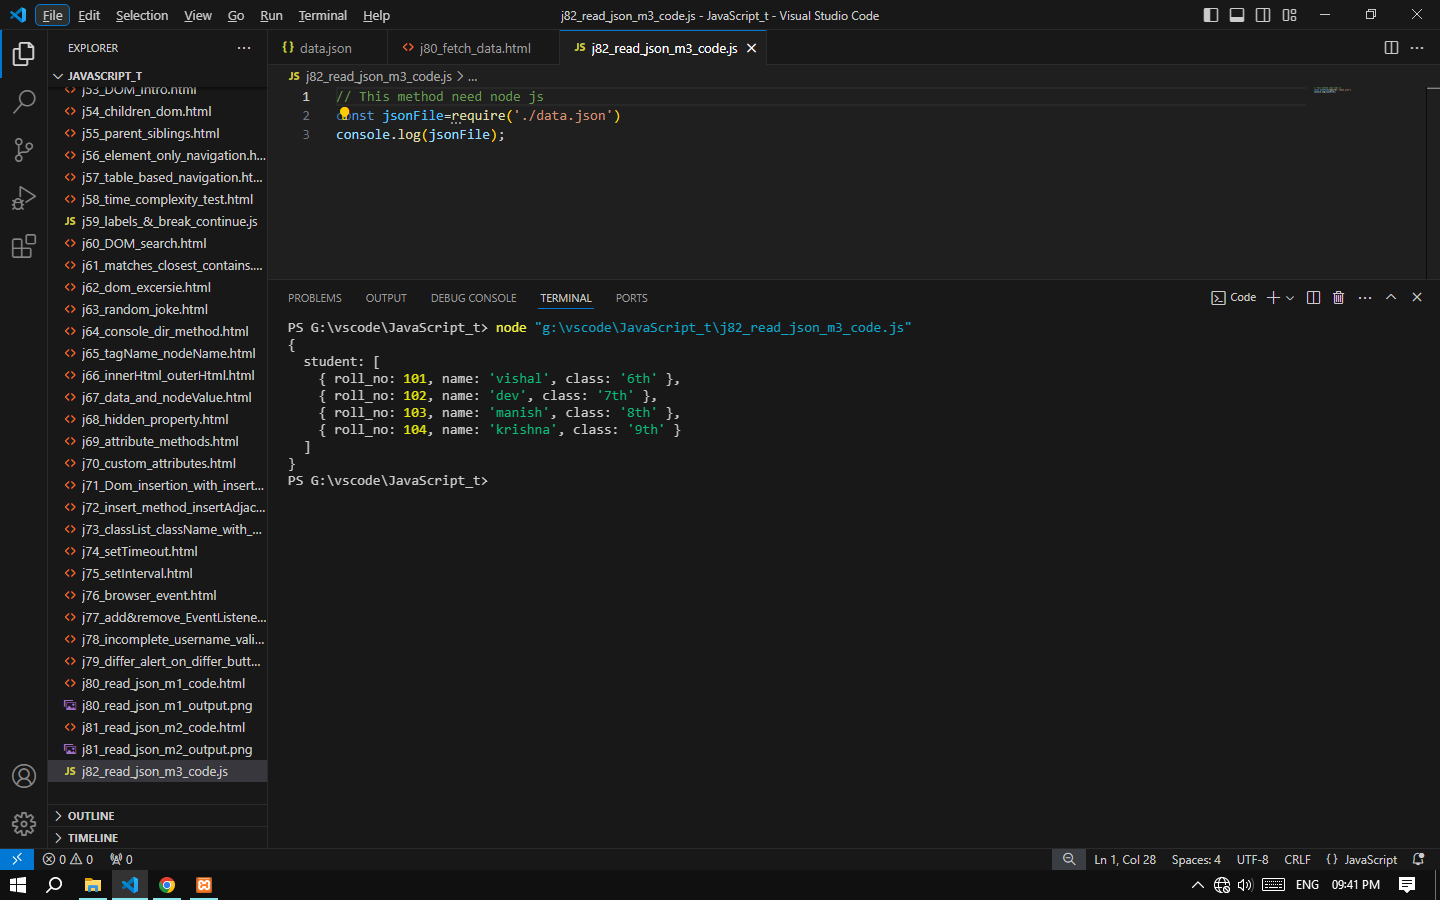 File Edit Selection View Go Run Terminal Help
j82_read_json_m3_code.js - JavaScript_t - Visual Studio Code
EXPLORER
JAVASCRIPT_T
j53_DOM_Intro.html
j54_children_dom.html
j55_parent_siblings.html
j56_element_only_navigation.h...
j57_table_based_navigation.ht...
j58_time_complexity_test.html
JS j59_labels_&_break_continue.js
j60_DOM_search.html
j61_matches_closest_contains....
j62_dom_excersie.html
j63_random_joke.html
j64_console_dir_method.html
j65_tagName_nodeName.html
j66_innerHtml_outerHtml.html
j67_data_and_nodeValue.html
j68_hidden_property.html
j69_attribute_methods.html
j70_custom_attributes.html
j71_Dom_insertion_with_insert...
j72_insert_method_insertAdjac...
j73_classList_className_with_...
j74_setTimeout.html
j75_setInterval.html
j76_browser_event.html
j77_add&remove_EventListene...
j78_incomplete_username_vali...
j79_differ_alert_on_differ_butt...
j80_read_json_m1_code.html
j80_read_json_m1_output.png
j81_read_json_m2_code.html
j81_read_json_m2_output.png
JS j82_read_json_m3_code.js
OUTLINE
TIMELINE
{} data.json
j80_fetch_data.html
JS j82_read_json_m3_code.js
JS j82_read_json_m3_code.js > ...
1 // This method need node js
2 const jsonFile=require('./data.json')
3 console.log(jsonFile);
PROBLEMS OUTPUT DEBUG CONSOLE TERMINAL PORTS
Code
PS G:\vscode\JavaScript_t> node "g:\vscode\JavaScript_t\j82_read_json_m3_code.js"
{
student: [
{ roll_no: 101, name: 'vishal', class: '6th' },
{ roll_no: 102, name: 'dev', class: '7th' },
{ roll_no: 103, name: 'manish', class: '8th' },
{ roll_no: 104, name: 'krishna', class: '9th' }
]
}
PS G:\vscode\JavaScript_t>
0 0 0
Ln 1, Col 28 Spaces: 4 UTF-8 CRLF {} JavaScript
ENG 09:41 PM